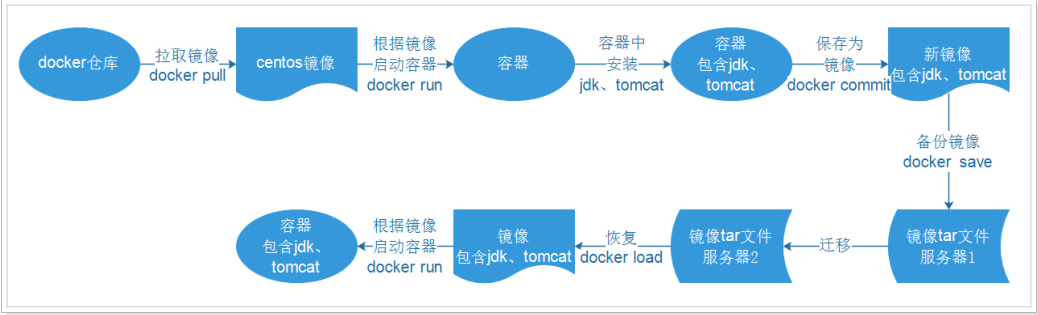 docker仓库
拉取镜像
docker pull
centos镜像
根据镜像
启动容器
docker run
容器
容器中
安装
jdk、tomcat
容器
包含jdk、
tomcat
保存为
镜像
docker commit
新镜像
包含jdk、tomcat
备份镜像
docker save
镜像tar文件
服务器1
迁移
镜像tar文件
服务器2
恢复
docker load
镜像
包含jdk、tomcat
根据镜像
启动容器
docker run
容器
包含jdk、
tomcat